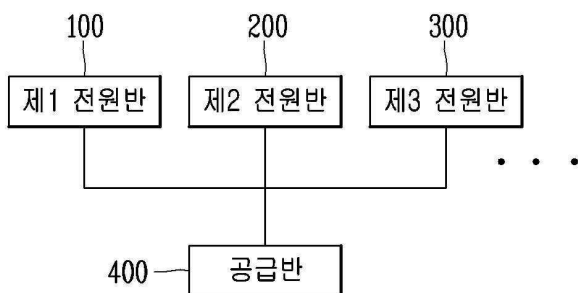 100 200 300
제1 전원반 제2 전원반 제3 전원반
. . .
400 공급반